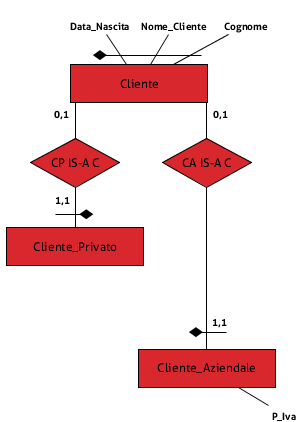 Data_Nascita Nome_Cliente Cognome
Cliente
0,1 0,1
CP IS-A C CA IS-A C
1,1
Cliente_Privato
1,1
Cliente_Aziendale
P_Iva